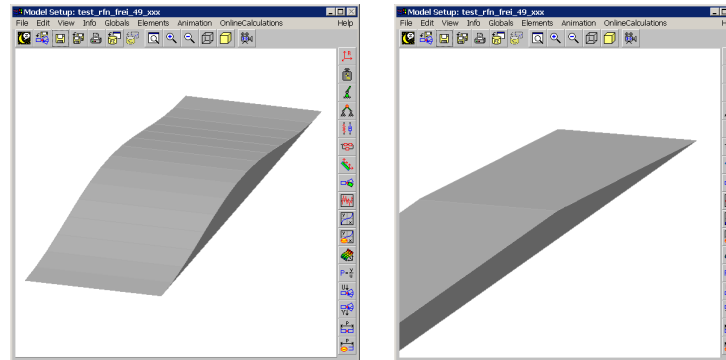 Model Setup: test_rfn_frei_49_xxx
File Edit View Info Globals Elements Animation OnlineCalculations Help
Model Setup: test_rfn_frei_49_xxx
File Edit View Info Globals Elements Animation OnlineCalculations